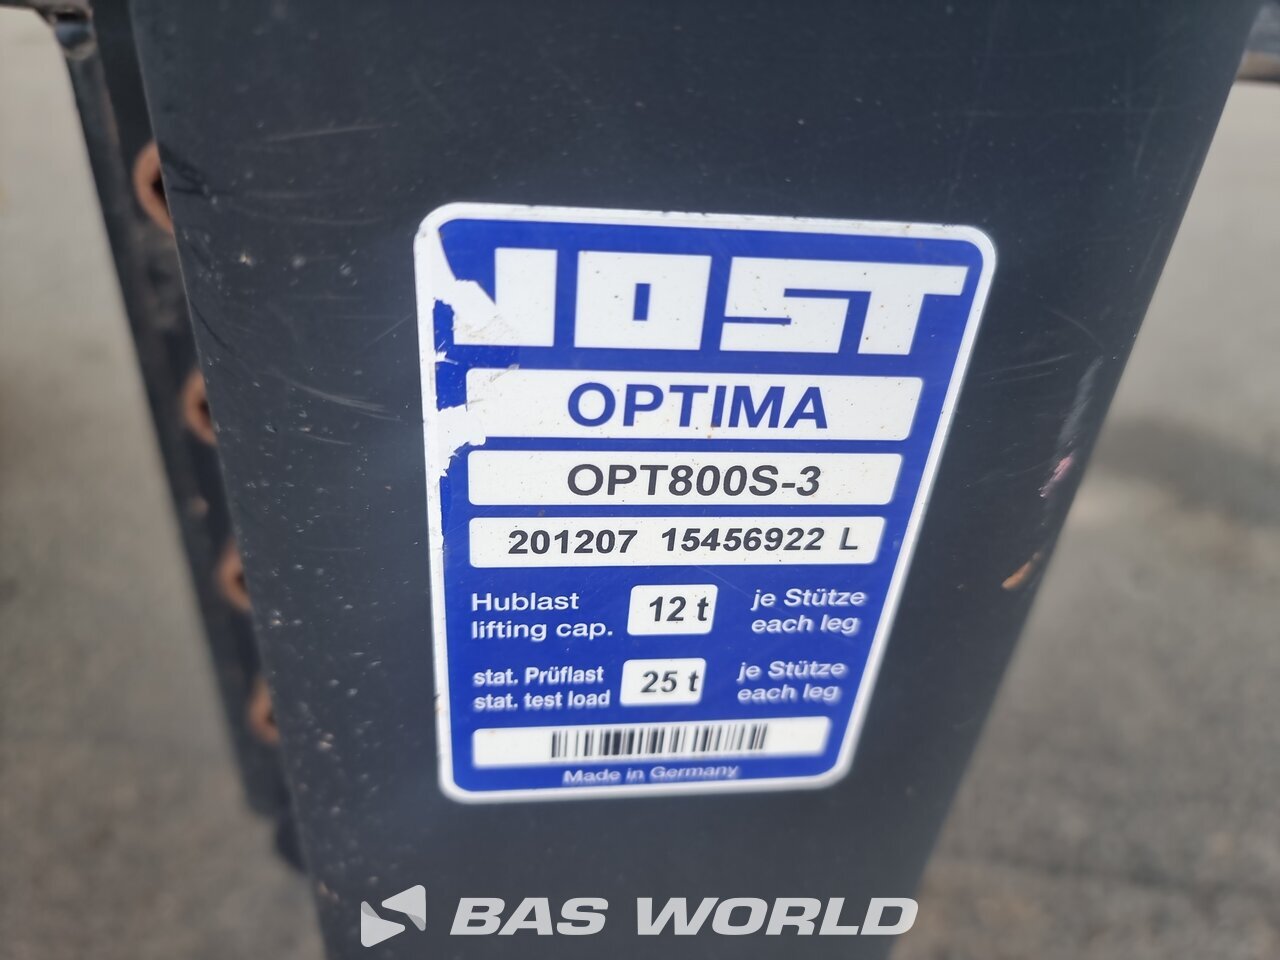 JOST
OPTIMA
OPT800S-3
201207 15456922 L
Hublast
lifting cap.
12 t
je Stütze
each leg
stat. Prüflast
stat. test load
25 t
je Stütze
each leg
Made in Germany
BAS WORLD